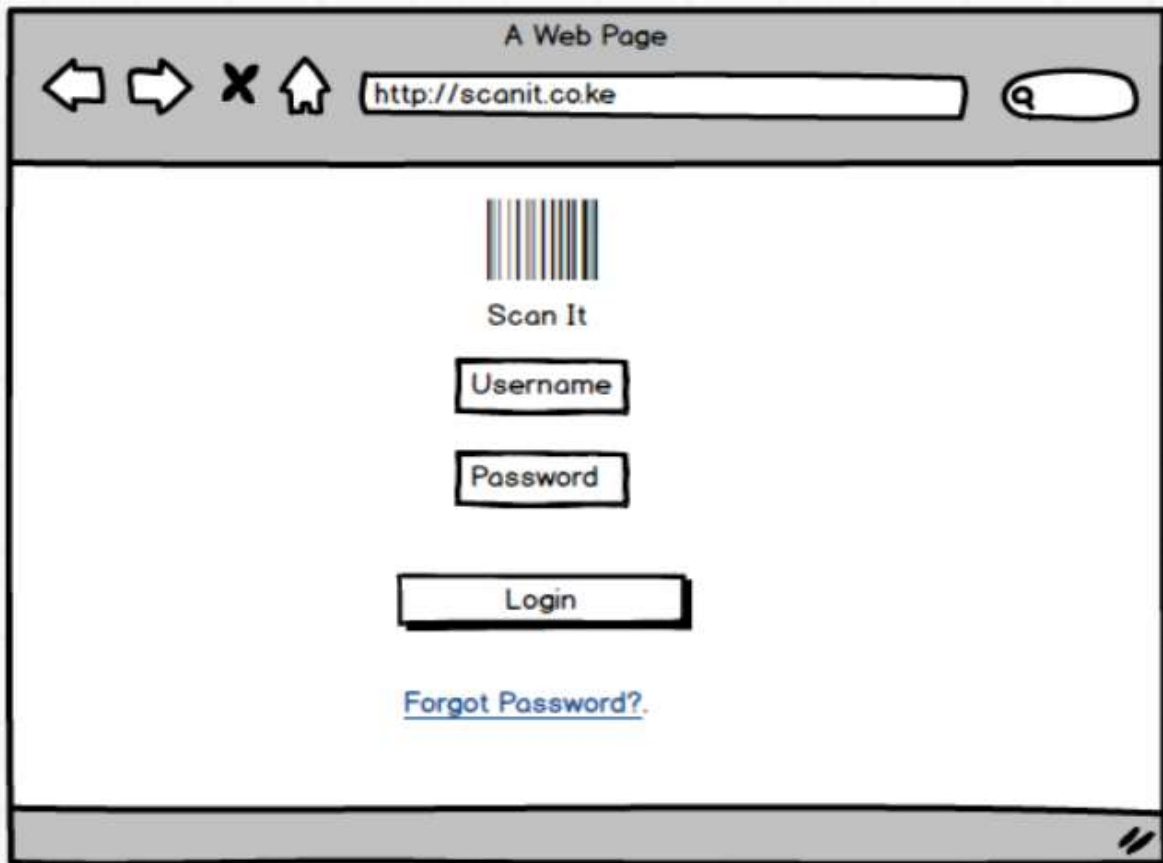 A Web Page
http://scanit.co.ke
Scan It
Username
Password
Login
Forgot Password?.